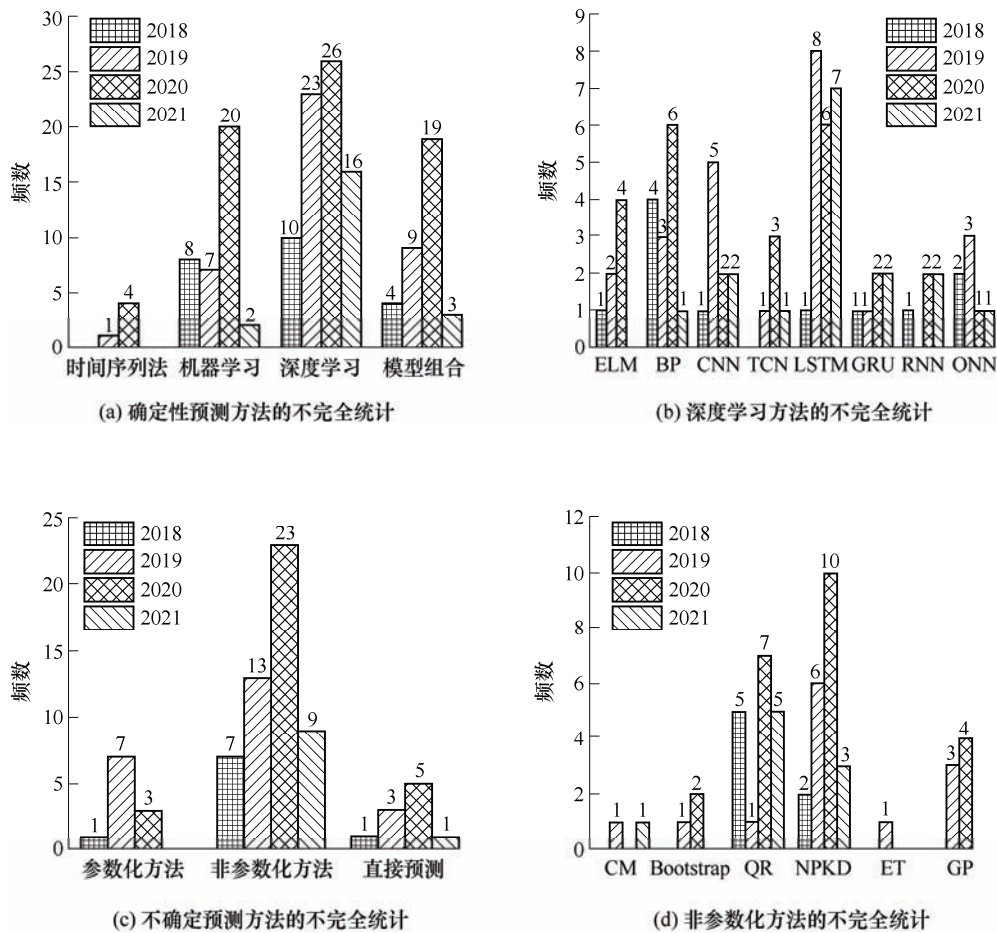 30
25
20
15
10
5
0
频数
2018
2019
2020
2021
1 4
8 7 20 2
10 23 26 16
4 9 19 3
时间序列法 机器学习 深度学习 模型组合
(a) 确定性预测方法的不完全统计
9
8
7
6
5
4
3
2
1
0
频数
2018
2019
2020
2021
1 2 4
4 3 6 1
1 5 2 2
1 3 1
1 8 6 7
1 1 2 2
1 2 2
2 3 1 1
ELM BP CNN TCN LSTM GRU RNN ONN
(b) 深度学习方法的不完全统计
25
20
15
10
5
0
频数
2018
2019
2020
2021
1 7 3
7 13 23 9
1 3 5 1
参数化方法 非参数化方法 直接预测
(c) 不确定预测方法的不完全统计
12
10
8
6
4
2
0
频数
2018
2019
2020
2021
1 1
1 2
5 1 7 5
2 6 10 3
1
3 4
CM Bootstrap QR NPKD ET GP
(d) 非参数化方法的不完全统计